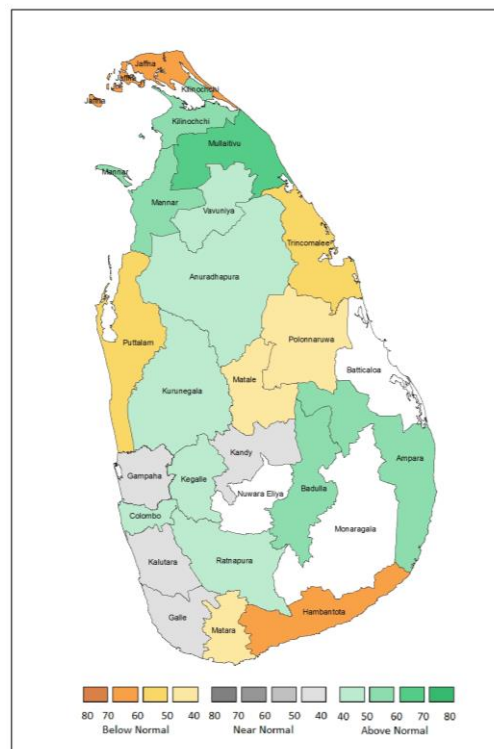 Jaffna
Jaffna
Jaffna
Kilinochchi
Kilinochchi
Mullaitivu
Mannar
Mannar
Vavuniya
Trincomalee
Anuradhapura
Puttalam
Polonnaruwa
Batticaloa
Matale
Kurunegala
Kandy
Ampara
Gampaha
Kegalle
Badulla
Nuwara Eliya
Colombo
Monaragala
Kalutara
Ratnapura
Hambantota
Galle
Matara
80 70 60 50 40 80 70 60 50 40 40 50 60 70 80
Below Normal Near Normal Above Normal